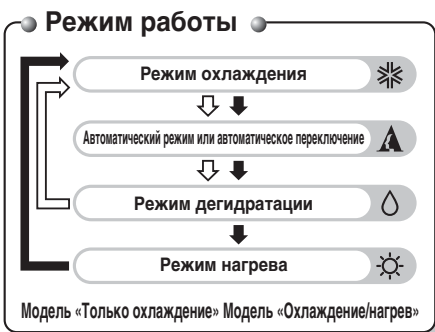 Режим работы
Режим охлаждения
Автоматический режим или автоматическое переключение
Режим дегидратации
Режим нагрева
Модель «Только охлаждение» Модель «Охлаждение/нагрев»